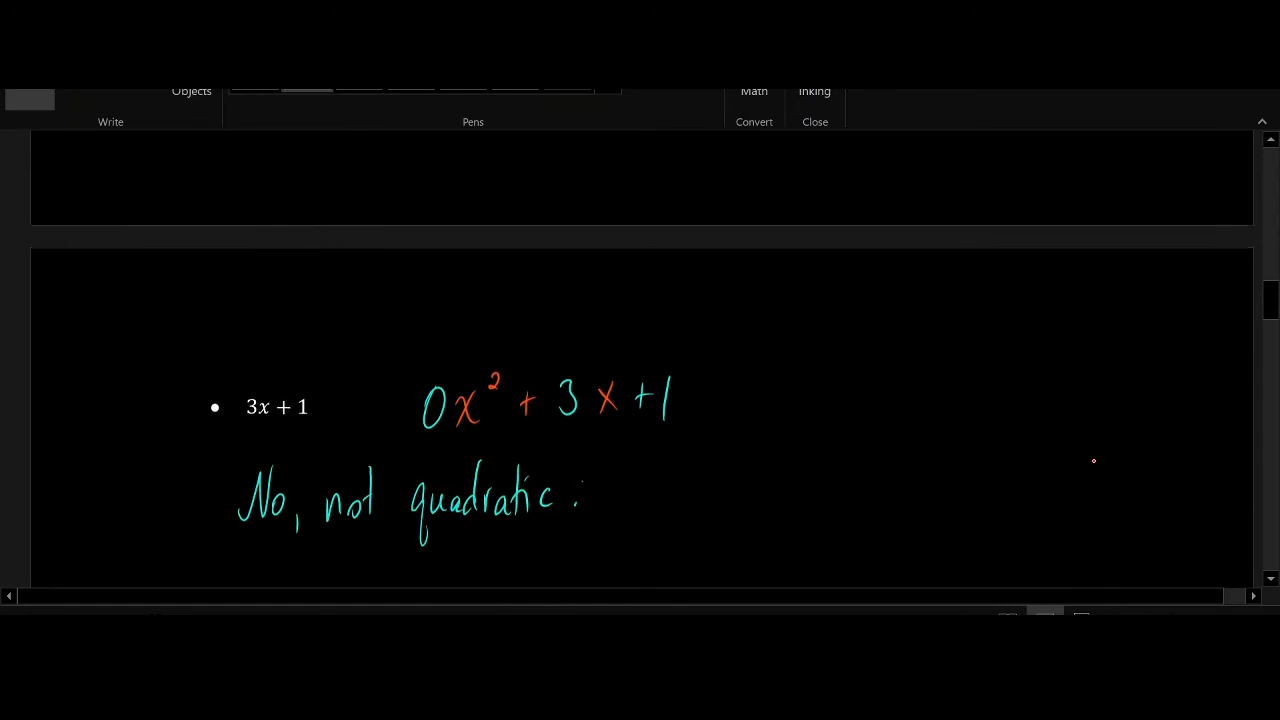 Objects Math Inking
Write Pens Convert Close
• 3x + 1 0x² + 3x + 1
No, not quadratic :